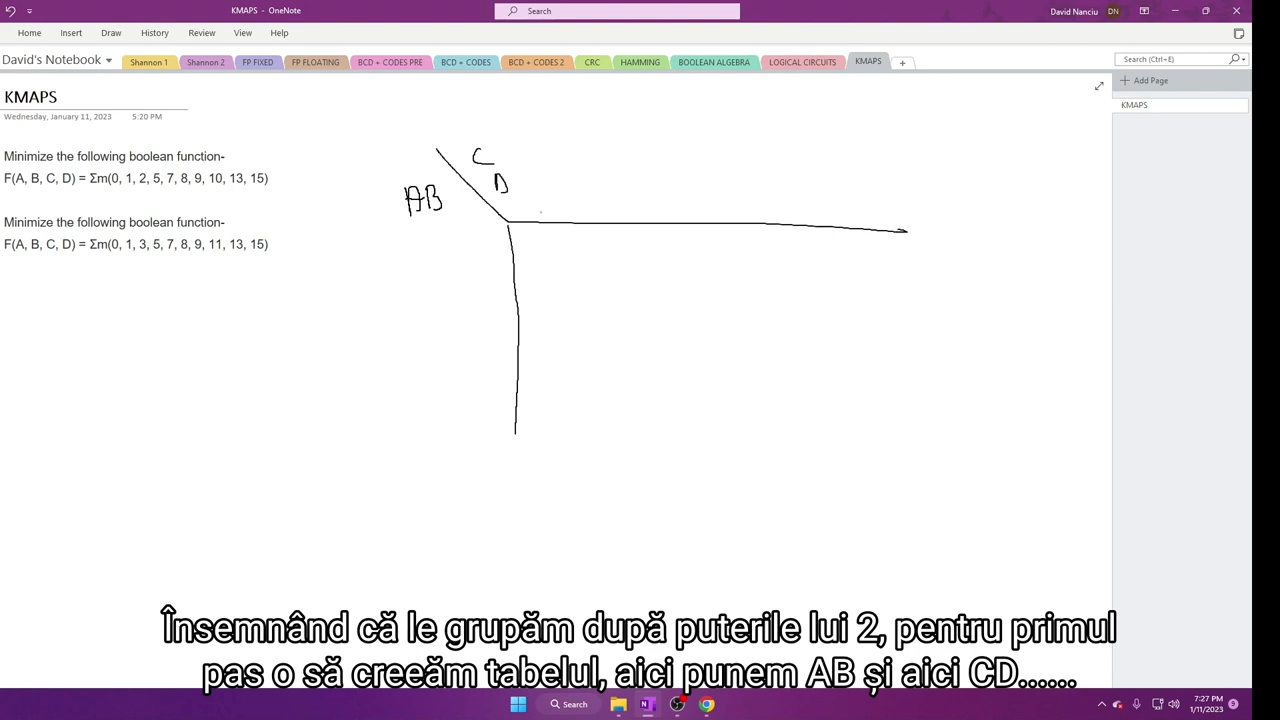 KMAPS - OneNote
Search
David Nanciu
DN
Home Insert Draw History Review View Help
David's Notebook
Shannon 1
Shannon 2
FP FIXED
FP FLOATING
BCD + CODES PRE
BCD + CODES
BCD + CODES 2
CRC
HAMMING
BOOLEAN ALGEBRA
LOGICAL CIRCUITS
KMAPS
Search (Ctrl+E)
Add Page
KMAPS
KMAPS
Wednesday, January 11, 2023 5:20 PM
Minimize the following boolean function-
F(A, B, C, D) = Σm(0, 1, 2, 5, 7, 8, 9, 10, 13, 15)
Minimize the following boolean function-
F(A, B, C, D) = Σm(0, 1, 3, 5, 7, 8, 9, 11, 13, 15)
C
D
AB
Însemnând că le grupăm după puterile lui 2, pentru primul
pas o să creeăm tabelul, aici punem AB și aici CD......
Search
7:27 PM
1/11/2023